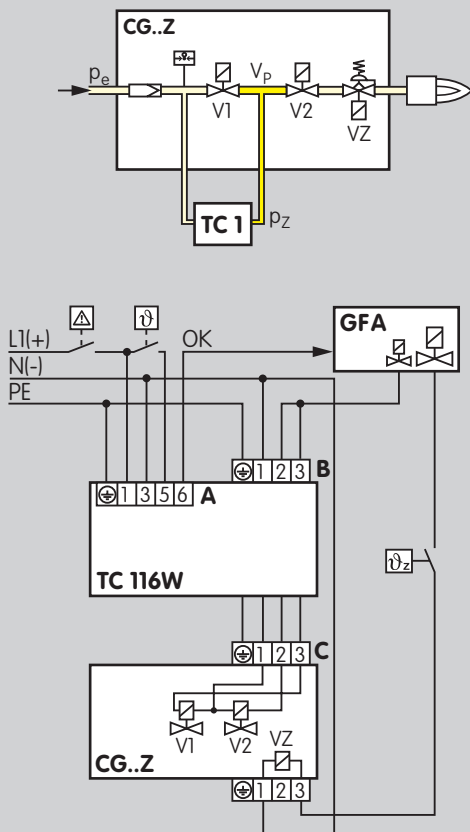 CG..Z
pe Vp
V1 V2
VZ
TC 1 pZ
L1(+) ⚠ ϑ OK GFA
N(-)
PE
1 3 5 6 A 1 2 3 B
TC 116W
ϑz
1 2 3 C
V1 V2 VZ
CG..Z
1 2 3